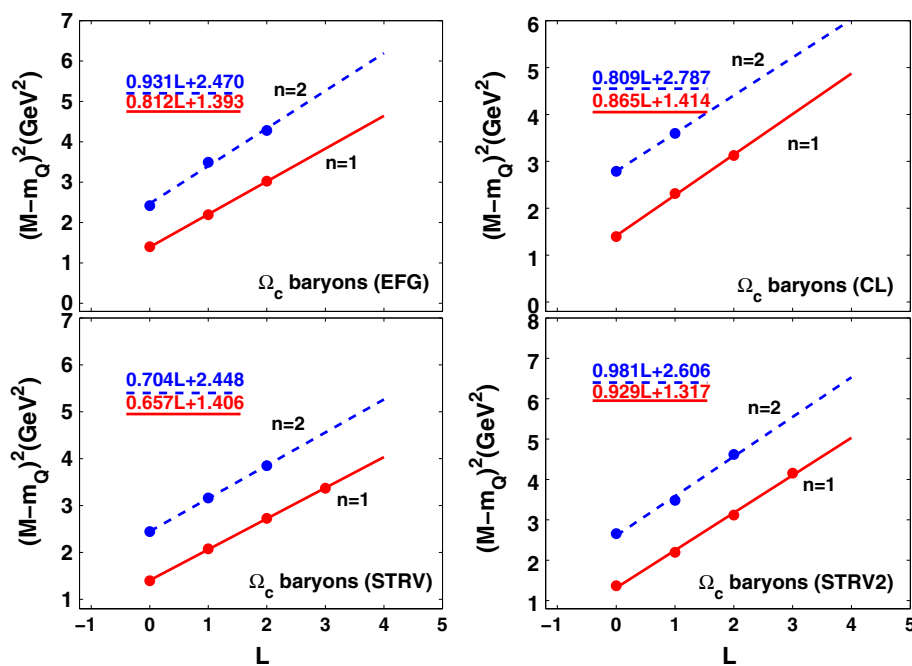 7
6
5
4
3
2
1
0
(M−m_Q)^2(GeV^2)
0.931L+2.470
0.812L+1.393
n=2
n=1
Ω_c baryons (EFG)
6
5
4
3
2
1
0
(M−m_Q)^2(GeV^2)
0.809L+2.787
0.865L+1.414
n=2
n=1
Ω_c baryons (CL)
7
6
5
4
3
2
1
(M−m_Q)^2(GeV^2)
0.704L+2.448
0.657L+1.406
n=2
n=1
Ω_c baryons (STRV)
−1 0 1 2 3 4 5
L
8
7
6
5
4
3
2
1
(M−m_Q)^2(GeV^2)
0.981L+2.606
0.929L+1.317
n=2
n=1
Ω_c baryons (STRV2)
−1 0 1 2 3 4 5
L